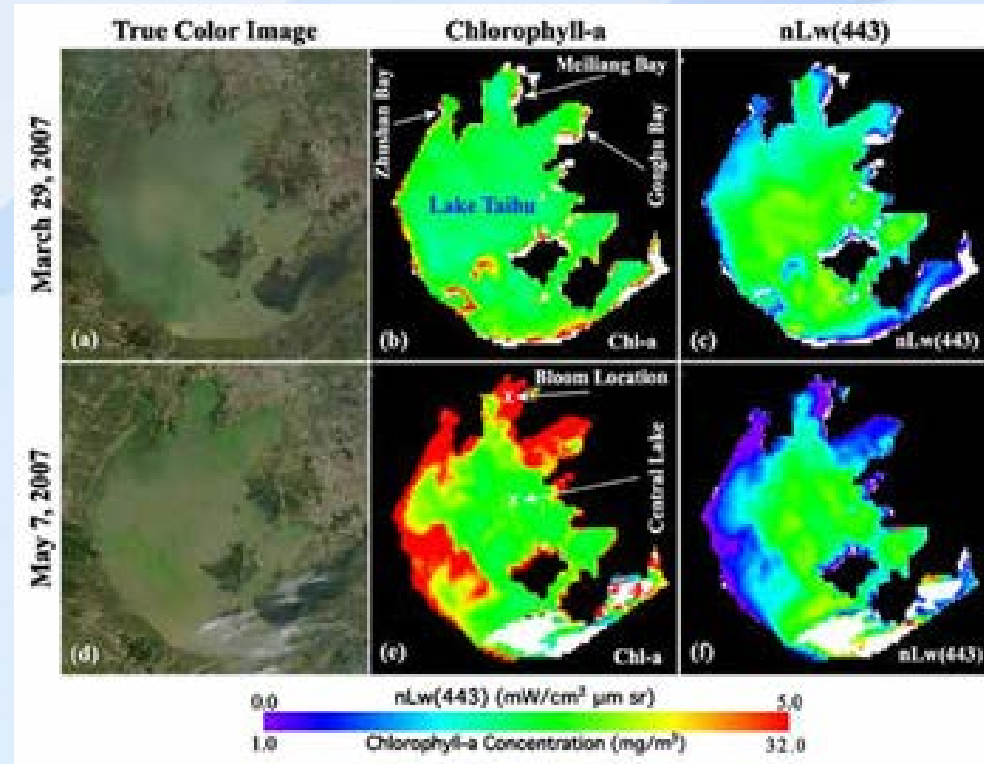 True Color Image
Chlorophyll-a
nLw(443)
March 29, 2007
Zhushan Bay
Meiliang Bay
Gonghu Bay
Lake Taihu
(a)
(b)
Chl-a
(c)
nLw(443)
May 7, 2007
Bloom Location
Central Lake
(d)
(e)
Chl-a
(f)
nLw(443)
0.0
nLw(443) (mW/cm² μm sr)
5.0
1.0
Chlorophyll-a Concentration (mg/m³)
32.0